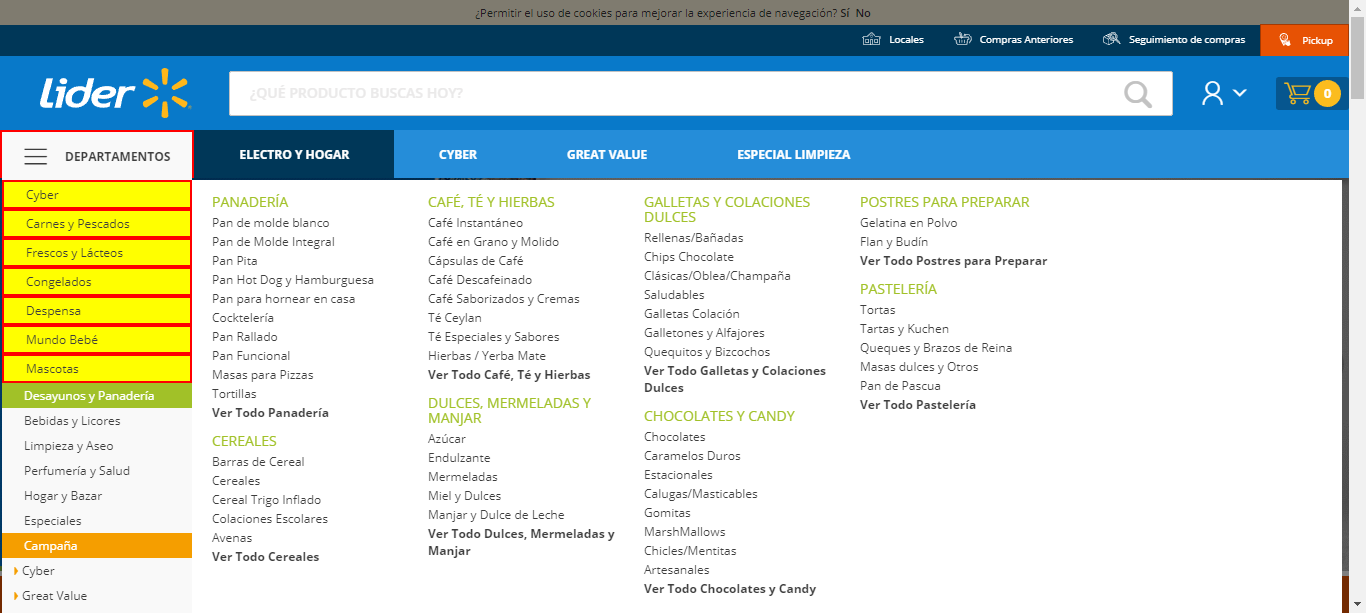 ¿Permitir el uso de cookies para mejorar la experiencia de navegación? Sí No
Locales Compras Anteriores Seguimiento de compras Pickup
lider ¿QUÉ PRODUCTO BUSCAS HOY? 0
DEPARTAMENTOS ELECTRO Y HOGAR CYBER GREAT VALUE ESPECIAL LIMPIEZA
Cyber
Carnes y Pescados
Frescos y Lácteos
Congelados
Despensa
Mundo Bebé
Mascotas
Desayunos y Panadería
Bebidas y Licores
Limpieza y Aseo
Perfumería y Salud
Hogar y Bazar
Especiales
Campaña
Cyber
Great Value
PANADERÍA
Pan de molde blanco
Pan de Molde Integral
Pan Pita
Pan Hot Dog y Hamburguesa
Pan para hornear en casa
Cocktelería
Pan Rallado
Pan Funcional
Masas para Pizzas
Tortillas
Ver Todo Panadería
CEREALES
Barras de Cereal
Cereales
Cereal Trigo Inflado
Colaciones Escolares
Avenas
Ver Todo Cereales
CAFÉ, TÉ Y HIERBAS
Café Instantáneo
Café en Grano y Molido
Cápsulas de Café
Café Descafeinado
Café Saborizados y Cremas
Té Ceylan
Té Especiales y Sabores
Hierbas / Yerba Mate
Ver Todo Café, Té y Hierbas
DULCES, MERMELADAS Y
MANJAR
Azúcar
Endulzante
Mermeladas
Miel y Dulces
Manjar y Dulce de Leche
Ver Todo Dulces, Mermeladas y
Manjar
GALLETAS Y COLACIONES
DULCES
Rellenas/Bañadas
Chips Chocolate
Clásicas/Oblea/Champaña
Saludables
Galletas Colación
Galletones y Alfajores
Quequitos y Bizcochos
Ver Todo Galletas y Colaciones
Dulces
CHOCOLATES Y CANDY
Chocolates
Caramelos Duros
Estacionales
Calugas/Masticables
Gomitas
MarshMallows
Chicles/Mentitas
Artesanales
Ver Todo Chocolates y Candy
POSTRES PARA PREPARAR
Gelatina en Polvo
Flan y Budín
Ver Todo Postres para Preparar
PASTELERÍA
Tortas
Tartas y Kuchen
Queques y Brazos de Reina
Masas dulces y Otros
Pan de Pascua
Ver Todo Pastelería